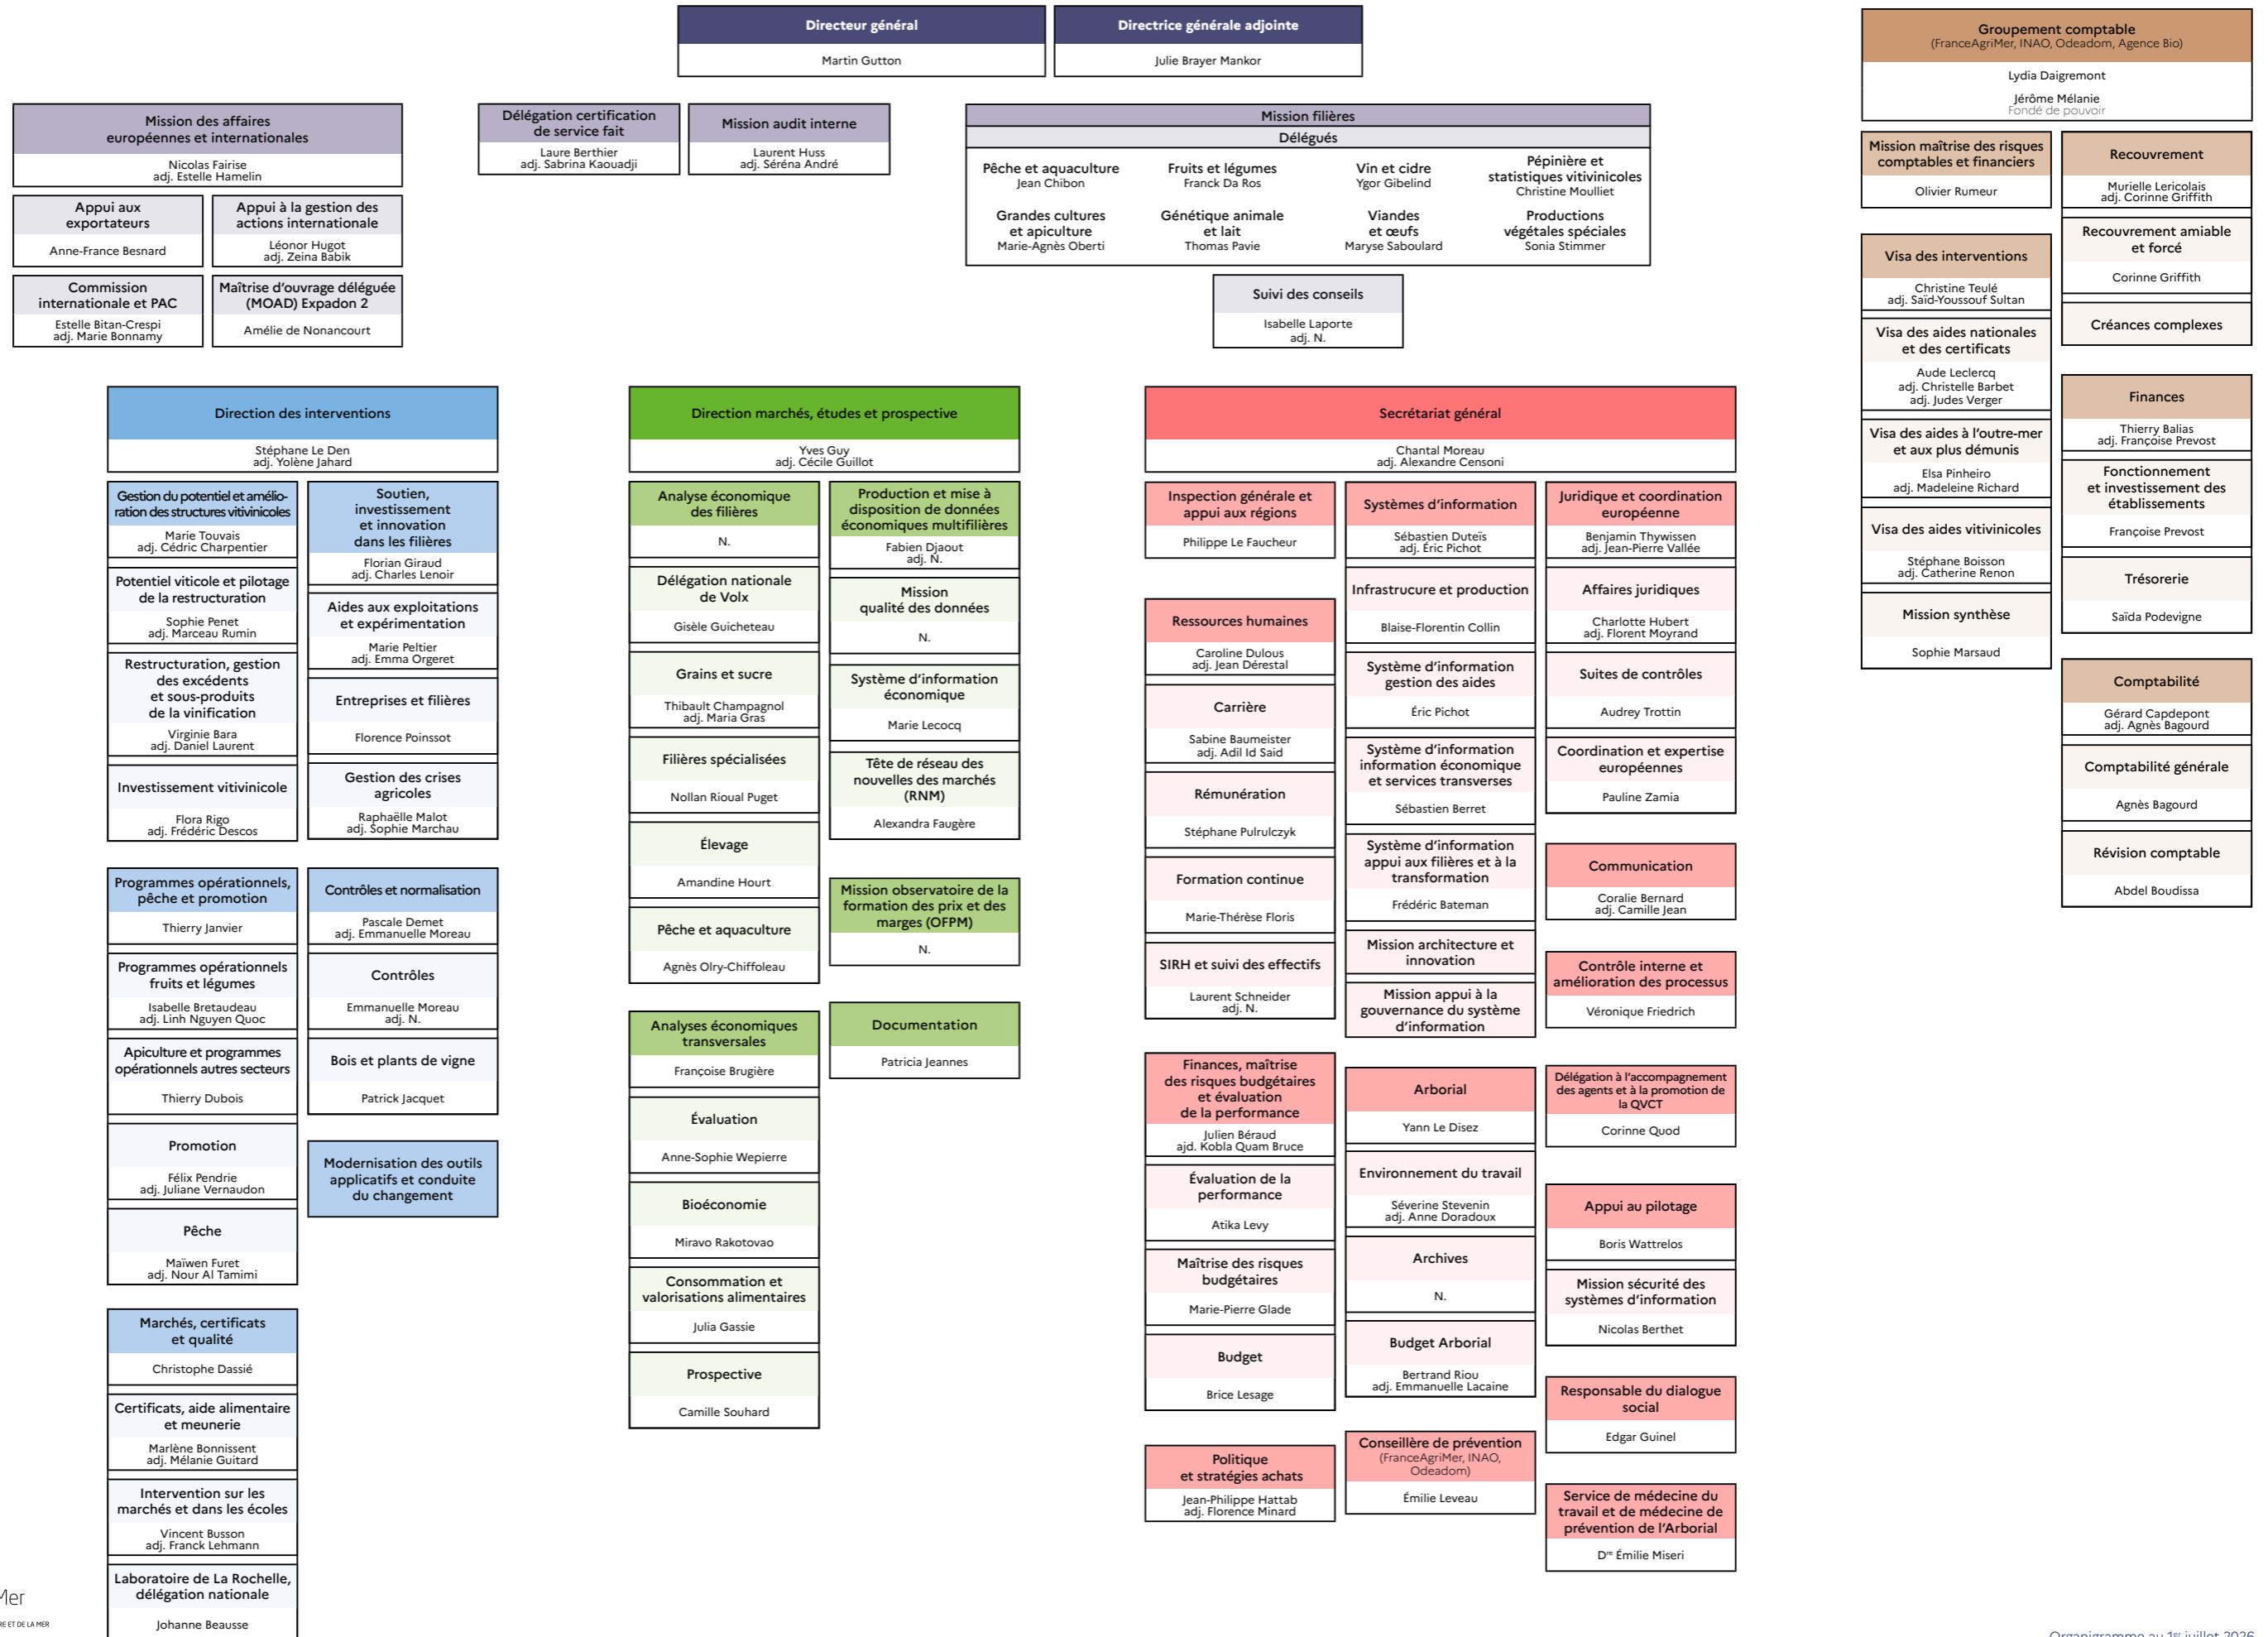 Directeur général
Martin Gutton
Directrice générale adjointe
Julie Brayer Mankor
Groupement comptable
(FranceAgriMer, INAO, Odeadom, Agence Bio)
Lydia Daigremont
Jérôme Mélanie
Fondé de pouvoir
Mission des affaires
européennes et internationales
Nicolas Fairise
adj. Estelle Hamelin
Appui aux
exportateurs
Anne-France Besnard
Appui à la gestion des
actions internationale
Léonor Hugot
adj. Zeina Babik
Commission
internationale et PAC
Estelle Bitan-Crespi
adj. Marie Bonnamy
Maîtrise d'ouvrage déléguée
(MOAD) Expadon 2
Amélie de Nonancourt
Délégation certification
de service fait
Laure Berthier
adj. Sabrina Kaouadji
Mission audit interne
Laurent Huss
adj. Séréna André
Mission filières
Délégués
Pêche et aquaculture
Jean Chibon
Fruits et légumes
Franck Da Ros
Vin et cidre
Ygor Gibelind
Pépinière et
statistiques vitivinicoles
Christine Moulliet
Grandes cultures
et apiculture
Marie-Agnès Oberti
Génétique animale
et lait
Thomas Pavie
Viandes
et œufs
Maryse Saboulard
Productions
végétales spéciales
Sonia Stimmer
Suivi des conseils
Isabelle Laporte
adj. N.
Direction des interventions
Stéphane Le Den
adj. Yolène Jahard
Gestion du potentiel et amélio-
ration des structures vitivinicoles
Marie Touvais
adj. Cédric Charpentier
Potentiel viticole et pilotage
de la restructuration
Sophie Penet
adj. Marceau Rumin
Restructuration, gestion
des excédents
et sous-produits
de la vinification
Virginie Bara
adj. Daniel Laurent
Investissement vitivinicole
Flora Rigo
adj. Frédéric Descos
Programmes opérationnels,
pêche et promotion
Thierry Janvier
Programmes opérationnels
fruits et légumes
Isabelle Bretaudeau
adj. Linh Nguyen Quoc
Apiculture et programmes
opérationnels autres secteurs
Thierry Dubois
Promotion
Félix Pendrie
adj. Juliane Vernaudon
Pêche
Maïwen Furet
adj. Nour Al Tamimi
Marchés, certificats
et qualité
Christophe Dassié
Certificats, aide alimentaire
et meunerie
Marlène Bonnissent
adj. Mélanie Guitard
Intervention sur les
marchés et dans les écoles
Vincent Busson
adj. Franck Lehmann
Laboratoire de La Rochelle,
délégation nationale
Johanne Beausse
Soutien,
investissement
et innovation
dans les filières
Florian Giraud
adj. Charles Lenoir
Aides aux exploitations
et expérimentation
Marie Peltier
adj. Emma Orgeret
Entreprises et filières
Florence Poinssot
Gestion des crises
agricoles
Raphaëlle Malot
adj. Sophie Marchau
Contrôles et normalisation
Pascale Demet
adj. Emmanuelle Moreau
Contrôles
Emmanuelle Moreau
adj. N.
Bois et plants de vigne
Patrick Jacquet
Modernisation des outils
applicatifs et conduite
du changement
Direction marchés, études et prospective
Yves Guy
adj. Cécile Guillot
Analyse économique
des filières
N.
Délégation nationale
de Volx
Gisèle Guicheteau
Grains et sucre
Thibault Champagnol
adj. Maria Gras
Filières spécialisées
Nollan Rioual Puget
Élevage
Amandine Hourt
Pêche et aquaculture
Agnès Olry-Chiffoleau
Analyses économiques
transversales
Françoise Brugière
Évaluation
Anne-Sophie Wepierre
Bioéconomie
Miravo Rakotovao
Consommation et
valorisations alimentaires
Julia Gassie
Prospective
Camille Souhard
Production et mise à
disposition de données
économiques multifilières
Fabien Djaout
adj. N.
Mission
qualité des données
N.
Système d'information
économique
Marie Lecocq
Tête de réseau des
nouvelles des marchés
(RNM)
Alexandra Faugère
Mission observatoire de la
formation des prix et des
marges (OFPM)
N.
Documentation
Patricia Jeannes
Secrétariat général
Chantal Moreau
adj. Alexandre Censoni
Inspection générale et
appui aux régions
Philippe Le Faucheur
Ressources humaines
Caroline Dulous
adj. Jean Dérestal
Carrière
Sabine Baumeister
adj. Adil Id Said
Rémunération
Stéphane Pulrulczyk
Formation continue
Marie-Thérèse Floris
SIRH et suivi des effectifs
Laurent Schneider
adj. N.
Finances, maîtrise
des risques budgétaires
et évaluation
de la performance
Julien Béraud
ajd. Kobla Quam Bruce
Évaluation de la
performance
Atika Levy
Maîtrise des risques
budgétaires
Marie-Pierre Glade
Budget
Brice Lesage
Politique
et stratégies achats
Jean-Philippe Hattab
adj. Florence Minard
Systèmes d'information
Sébastien Duteïs
adj. Éric Pichot
Infrastrucure et production
Blaise-Florentin Collin
Système d'information
gestion des aides
Éric Pichot
Système d'information
information économique
et services transverses
Sébastien Berret
Système d'information
appui aux filières et à la
transformation
Frédéric Bateman
Mission architecture et
innovation
Mission appui à la
gouvernance du système
d'information
Arborial
Yann Le Disez
Environnement du travail
Séverine Stevenin
adj. Anne Doradoux
Archives
N.
Budget Arborial
Bertrand Riou
adj. Emmanuelle Lacaine
Conseillère de prévention
(FranceAgriMer, INAO,
Odeadom)
Émilie Leveau
Juridique et coordination
européenne
Benjamin Thywissen
adj. Jean-Pierre Vallée
Affaires juridiques
Charlotte Hubert
adj. Florent Moyrand
Suites de contrôles
Audrey Trottin
Coordination et expertise
européennes
Pauline Zamia
Communication
Coralie Bernard
adj. Camille Jean
Contrôle interne et
amélioration des processus
Véronique Friedrich
Délégation à l'accompagnement
des agents et à la promotion de
la QVCT
Corinne Quod
Appui au pilotage
Boris Wattrelos
Mission sécurité des
systèmes d'information
Nicolas Berthet
Responsable du dialogue
social
Edgar Guinel
Service de médecine du
travail et de médecine de
prévention de l'Arborial
Dre Émilie Miseri
Mission maîtrise des risques
comptables et financiers
Olivier Rumeur
Visa des interventions
Christine Teulé
adj. Saïd-Youssouf Sultan
Visa des aides nationales
et des certificats
Aude Leclercq
adj. Christelle Barbet
adj. Judes Verger
Visa des aides à l'outre-mer
et aux plus démunis
Elsa Pinheiro
adj. Madeleine Richard
Visa des aides vitivinicoles
Stéphane Boisson
adj. Catherine Renon
Mission synthèse
Sophie Marsaud
Recouvrement
Murielle Lericolais
adj. Corinne Griffith
Recouvrement amiable
et forcé
Corinne Griffith
Créances complexes
Finances
Thierry Balias
adj. Françoise Prevost
Fonctionnement
et investissement des
établissements
Françoise Prevost
Trésorerie
Saïda Podevigne
Comptabilité
Gérard Capdepont
adj. Agnès Bagourd
Comptabilité générale
Agnès Bagourd
Révision comptable
Abdel Boudissa
Mer
RE ET DE LA MER
Organigramme au 1er juillet 2026